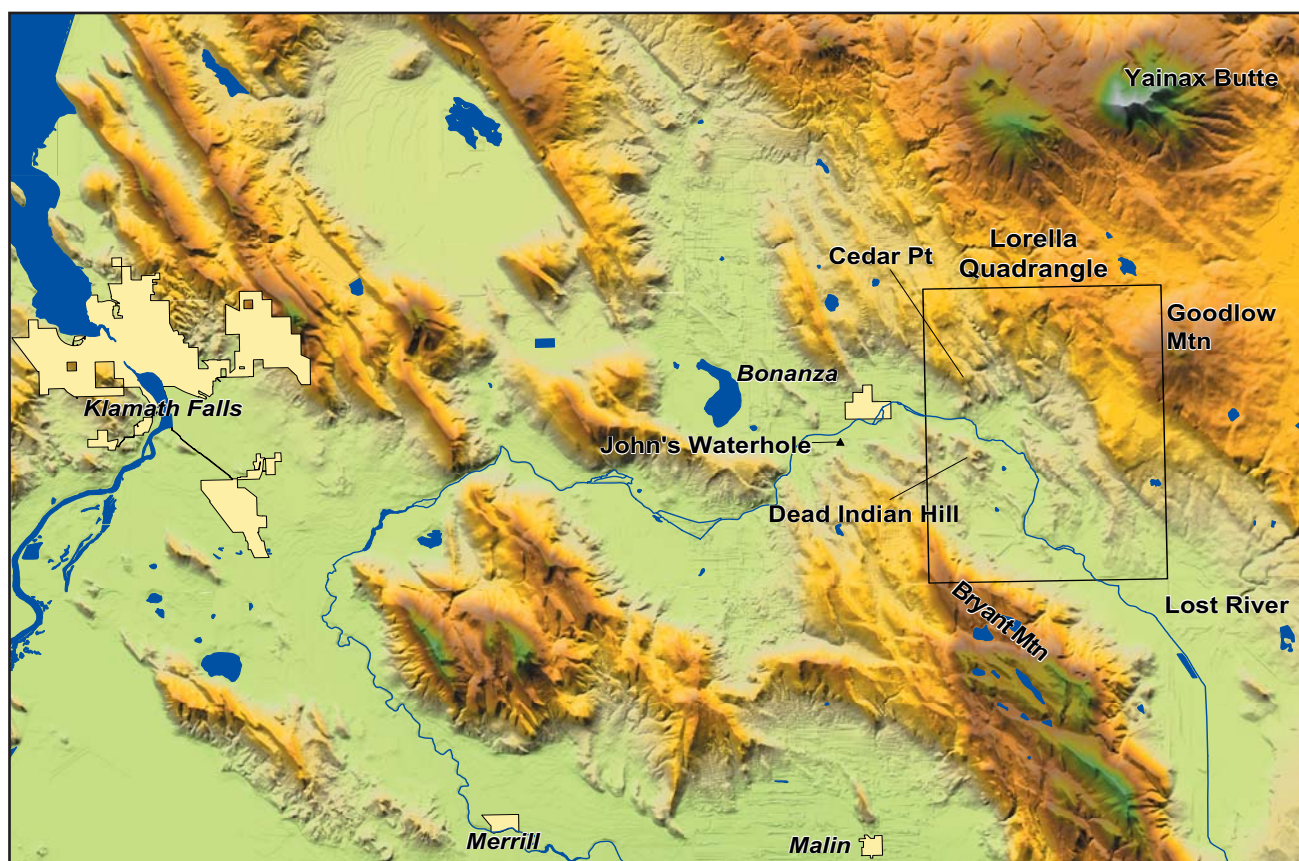 Yainax Butte
Lorella
Quadrangle
Cedar Pt
Goodlow
Mtn
Bonanza
Klamath Falls
John's Waterhole
Dead Indian Hill
Bryant Mtn
Lost River
Merrill
Malin